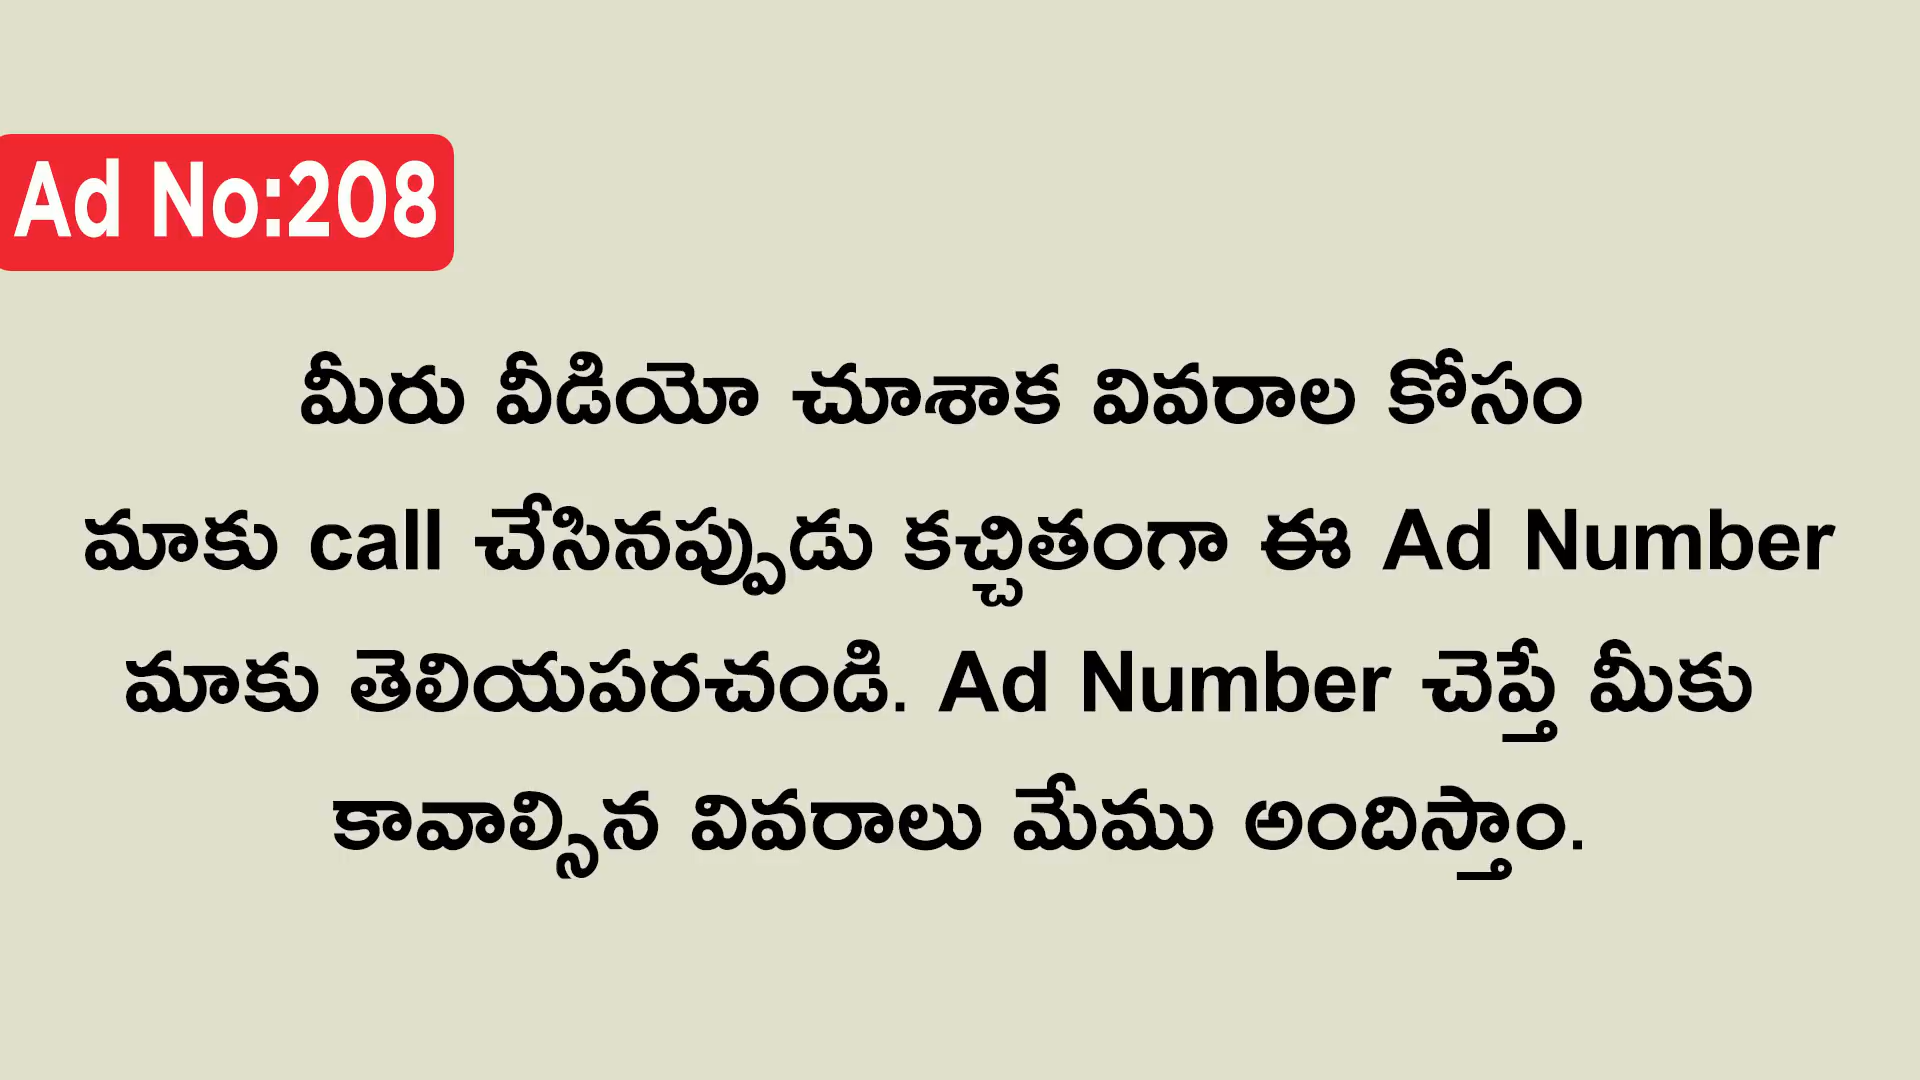 Ad No:208
మీరు వీడియో చూశాక వివరాల కోసం
మాకు call చేసినప్పుడు కచ్చితంగా ఈ Ad Number
మాకు తెలియపరచండి. Ad Number చెప్తే మీకు
కావాల్సిన వివరాలు మేము అందిస్తాం.